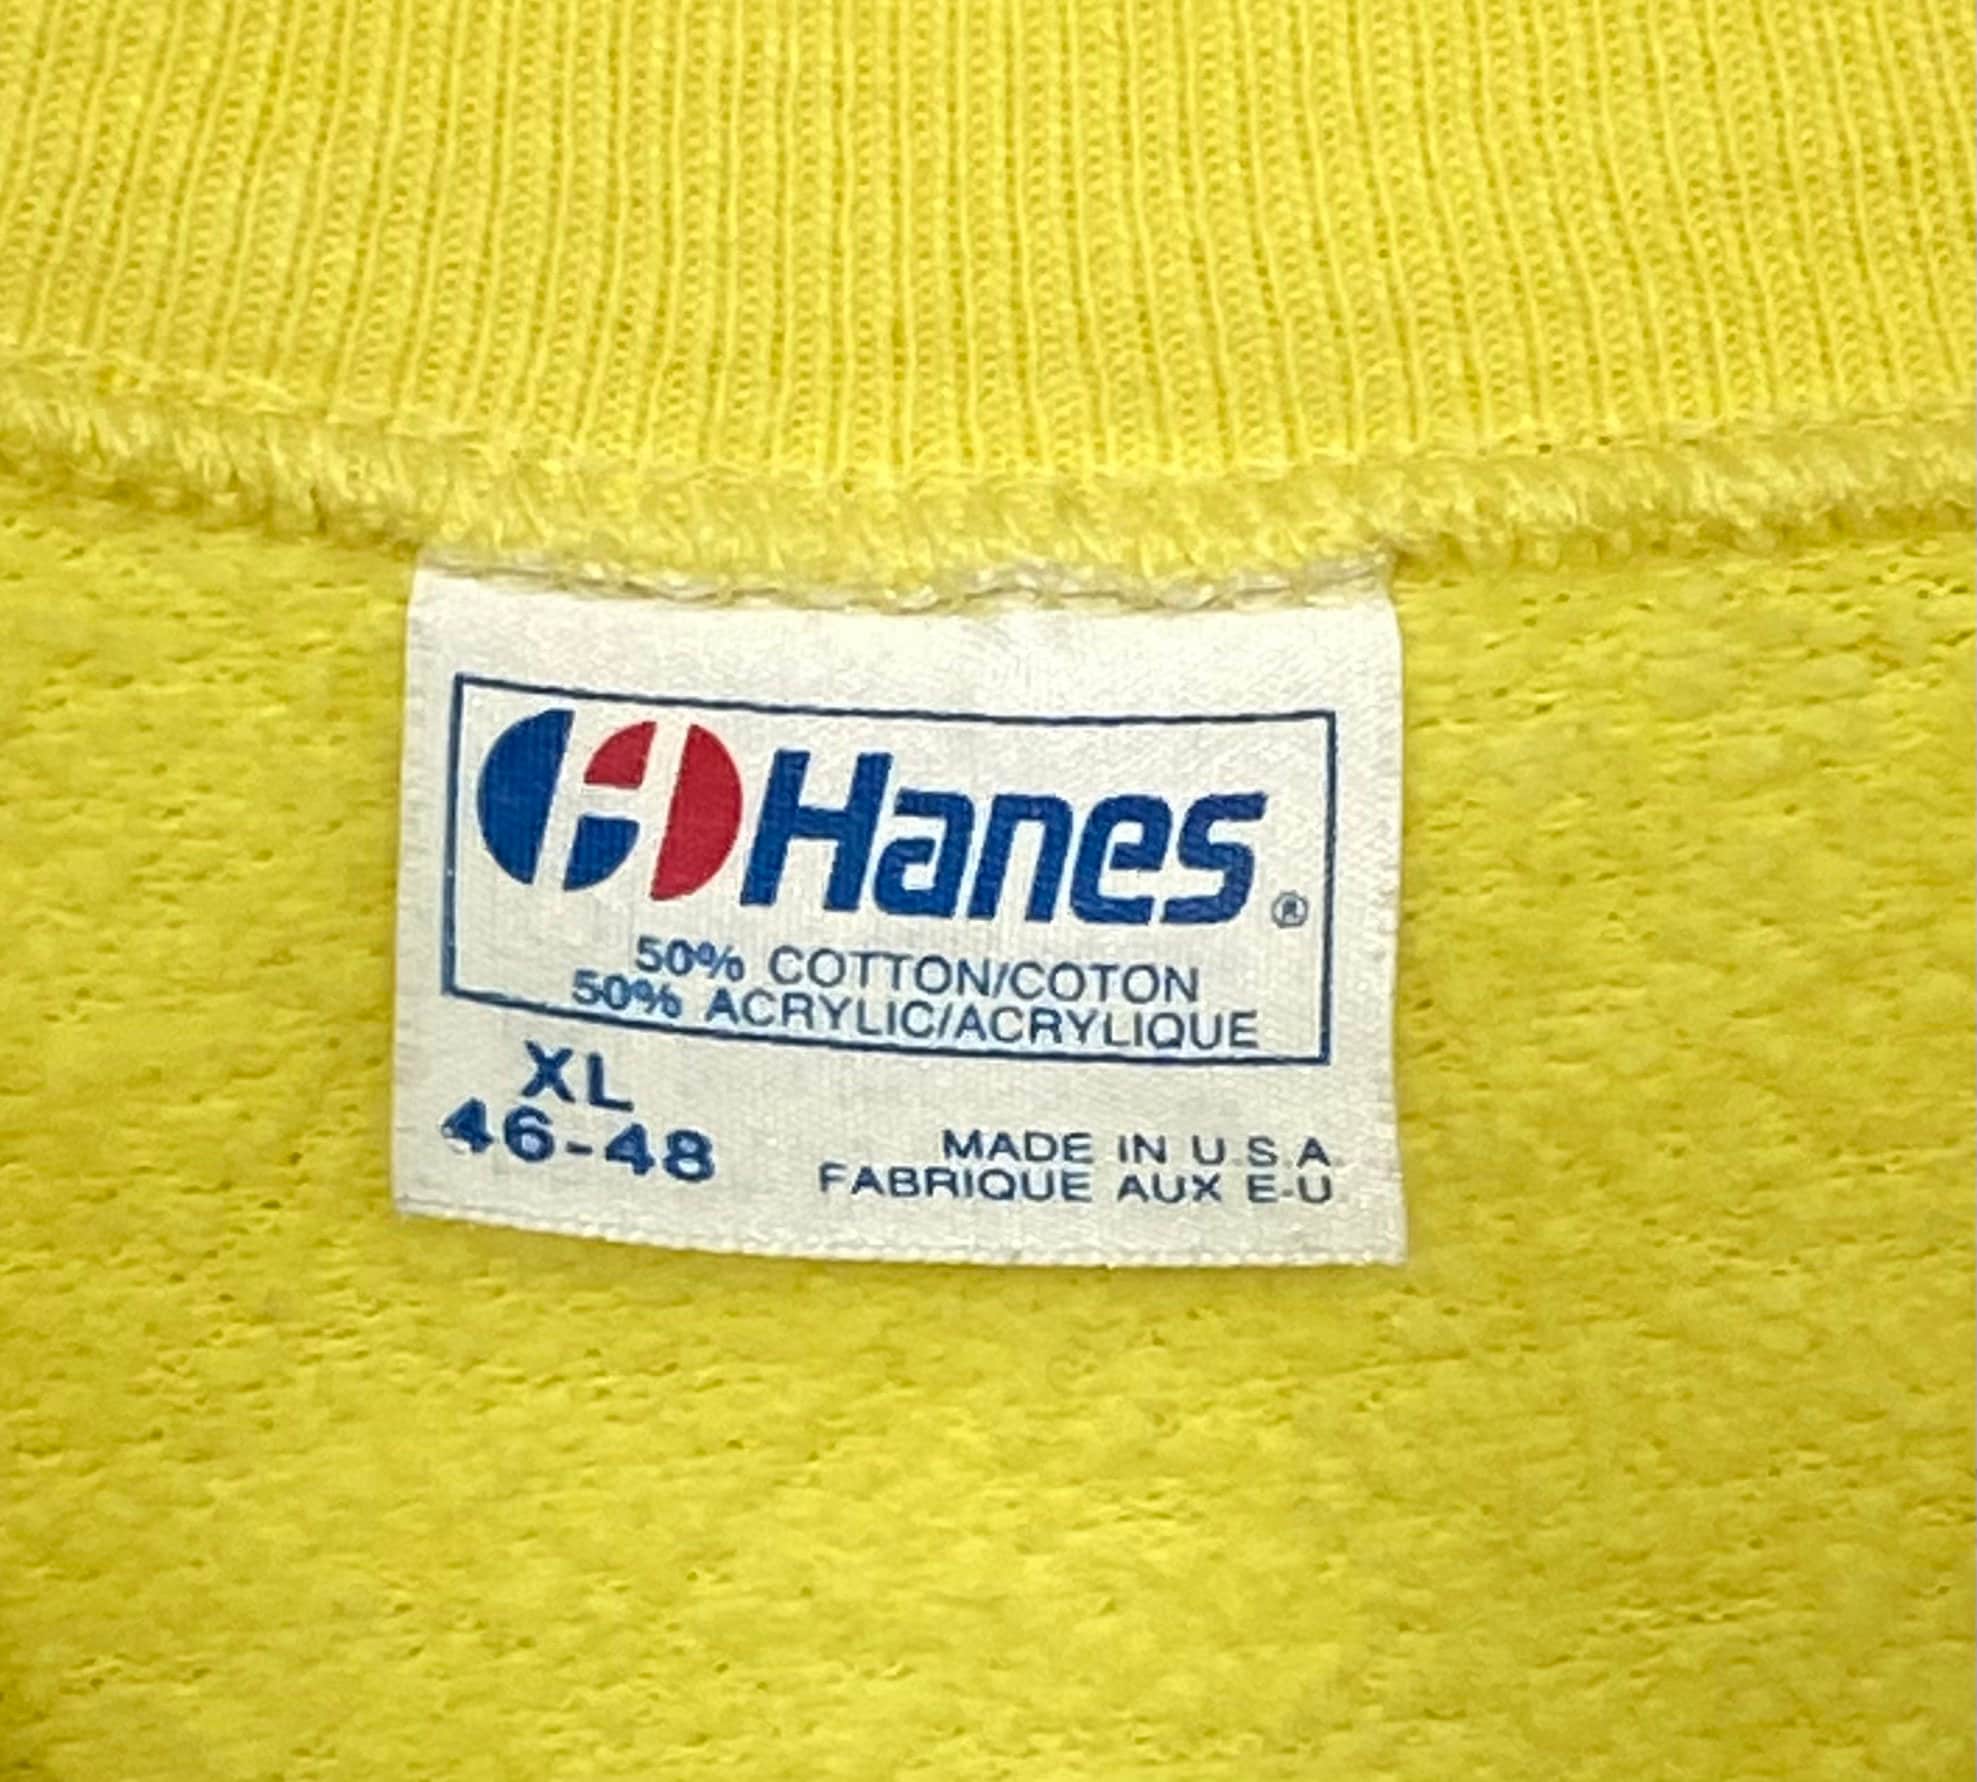 Hanes®
50% COTTON/COTON
50% ACRYLIC/ACRYLIQUE
XL
46-48
MADE IN U.S.A.
FABRIQUE AUX E-U